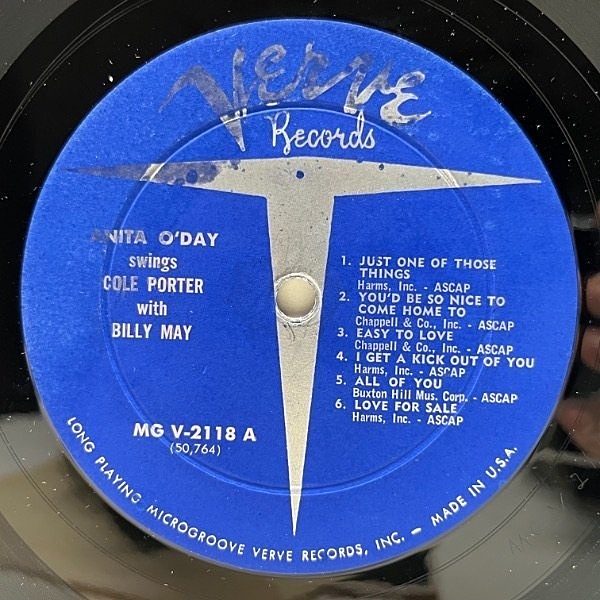 Verve
Records
ANITA O'DAY
swings
COLE PORTER
with
BILLY MAY
1. JUST ONE OF THOSE
THINGS
Harms, Inc. - ASCAP
2. YOU'D BE SO NICE TO
COME HOME TO
Chappell & Co., Inc. - ASCAP
3. EASY TO LOVE
Chappell & Co., Inc. - ASCAP
4. I GET A KICK OUT OF YOU
Harms, Inc. - ASCAP
5. ALL OF YOU
Buxton Hill Mus. Corp. - ASCAP
6. LOVE FOR SALE
Harms, Inc. - ASCAP
MG V-2118 A
(50,764)
LONG PLAYING MICROGROOVE VERVE RECORDS, INC. — MADE IN U.S.A.